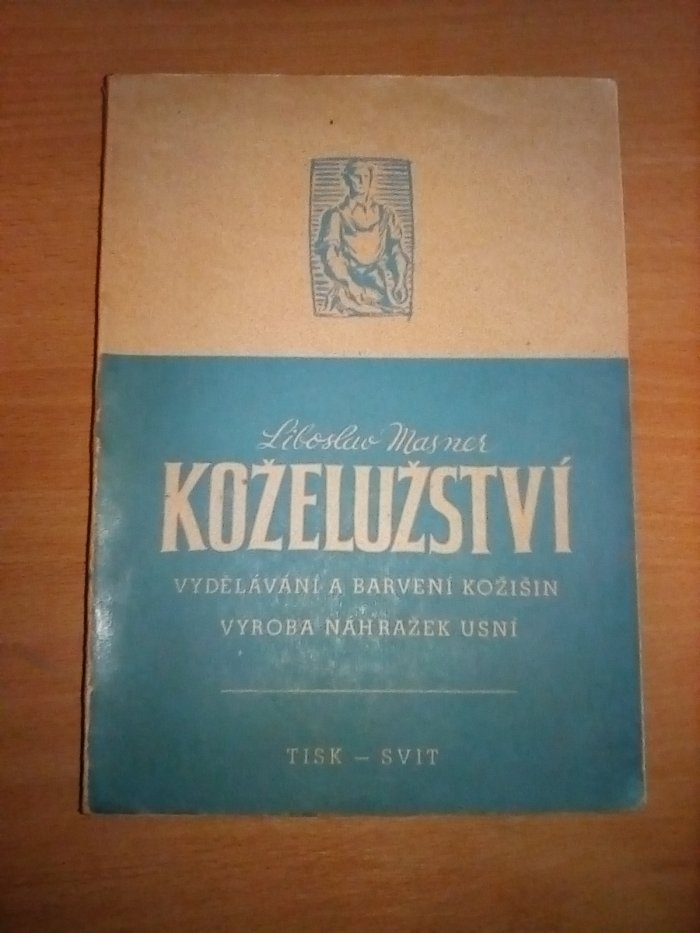 Liboslav Masner
KOŽELUŽSTVÍ
VYDĚLÁVÁNÍ A BARVENÍ KOŽIŠIN
VÝROBA NÁHRAŽEK USNÍ
TISK – SVIT